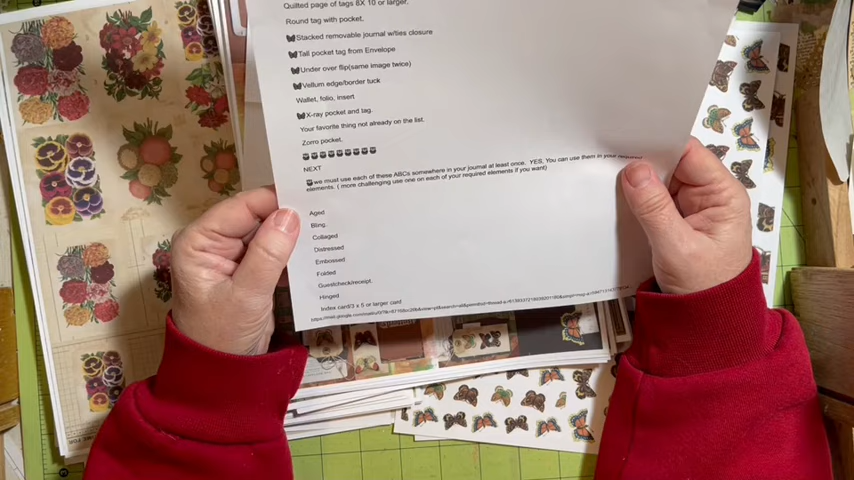 Quilted page of tags 8X 10 or larger.
Round tag with pocket.
Stacked removable journal w/ties closure
Tall pocket tag from Envelope
Under over flip(same image twice)
Vellum edge/border tuck
Wallet, folio, insert
X-ray pocket and tag.
Your favorite thing not already on the list.
Zorro pocket.
NEXT
we must use each of these ABCs somewhere in your journal at least once. YES, You can use them in your required
elements. ( more challenging use one on each of your required elements if you want)
Aged
Bling.
Collaged
Distressed
Embossed
Folded
Guestcheck/receipt.
Hinged
Index card/3 x 5 or larger card